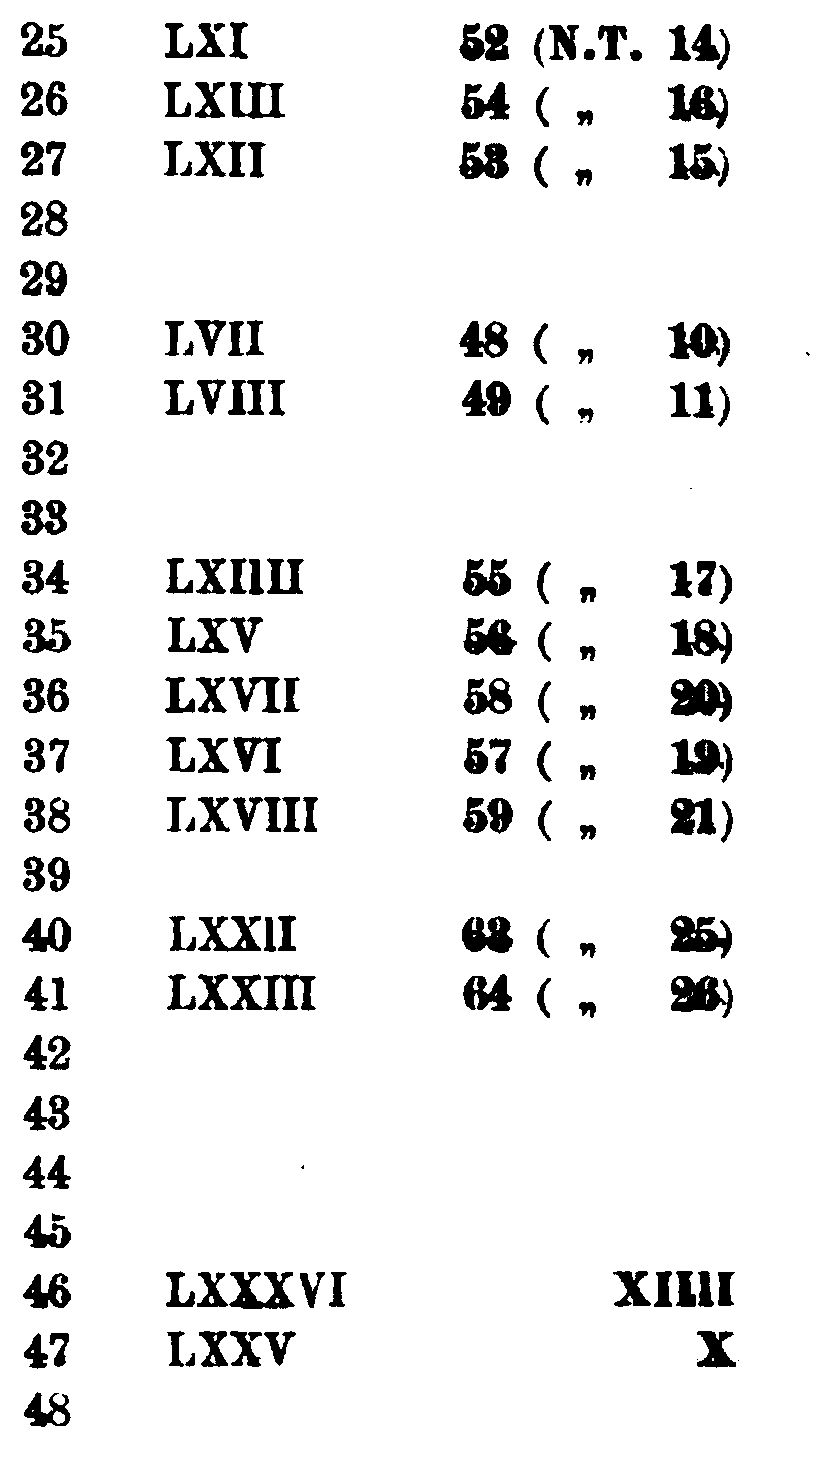 25 LXI 52 (N.T. 14)
26 LXIII 54 ( „ 16)
27 LXII 53 ( „ 15)
28
29
30 LVII 48 ( „ 10)
31 LVIII 49 ( „ 11)
32
33
34 LXIIII 55 ( „ 17)
35 LXV 56 ( „ 18)
36 LXVII 58 ( „ 20)
37 LXVI 57 ( „ 19)
38 LXVIII 59 ( „ 21)
39
40 LXXII 63 ( „ 25)
41 LXXIII 64 ( „ 26)
42
43
44
45
46 LXXXVI XIIII
47 LXXV X
48